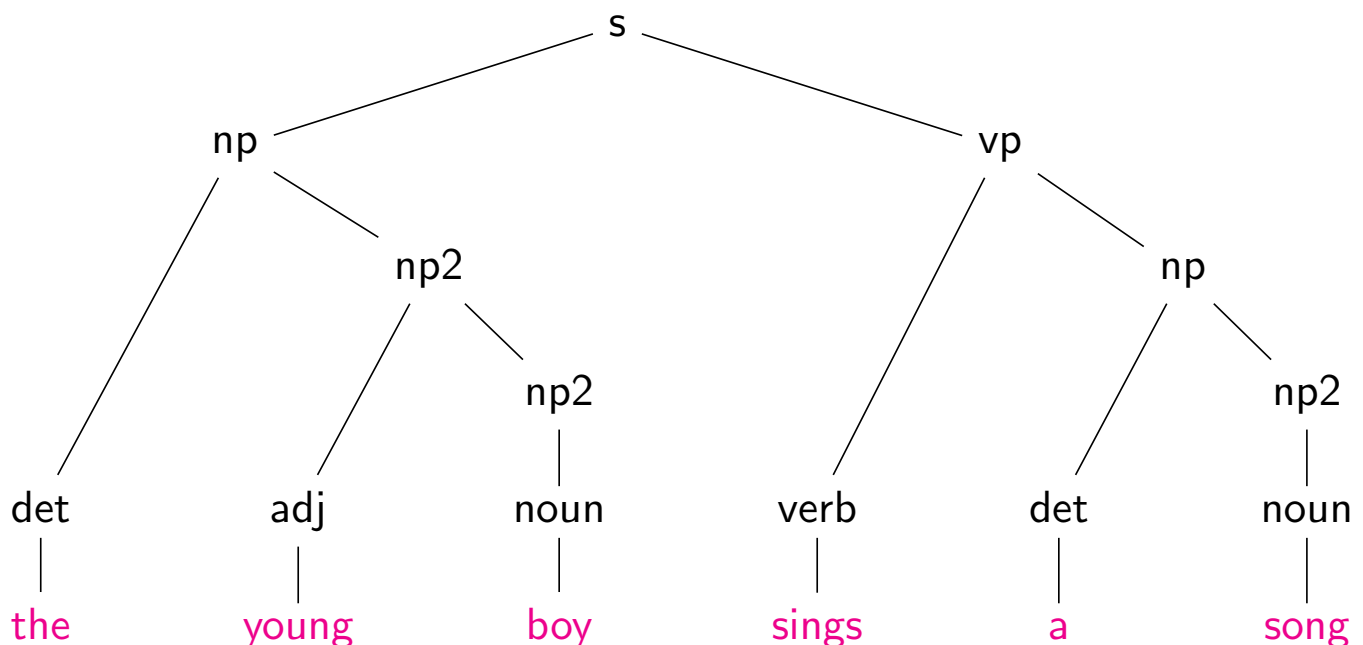 s
np vp
np2 np
np2 np2
det adj noun verb det noun
the young boy sings a song